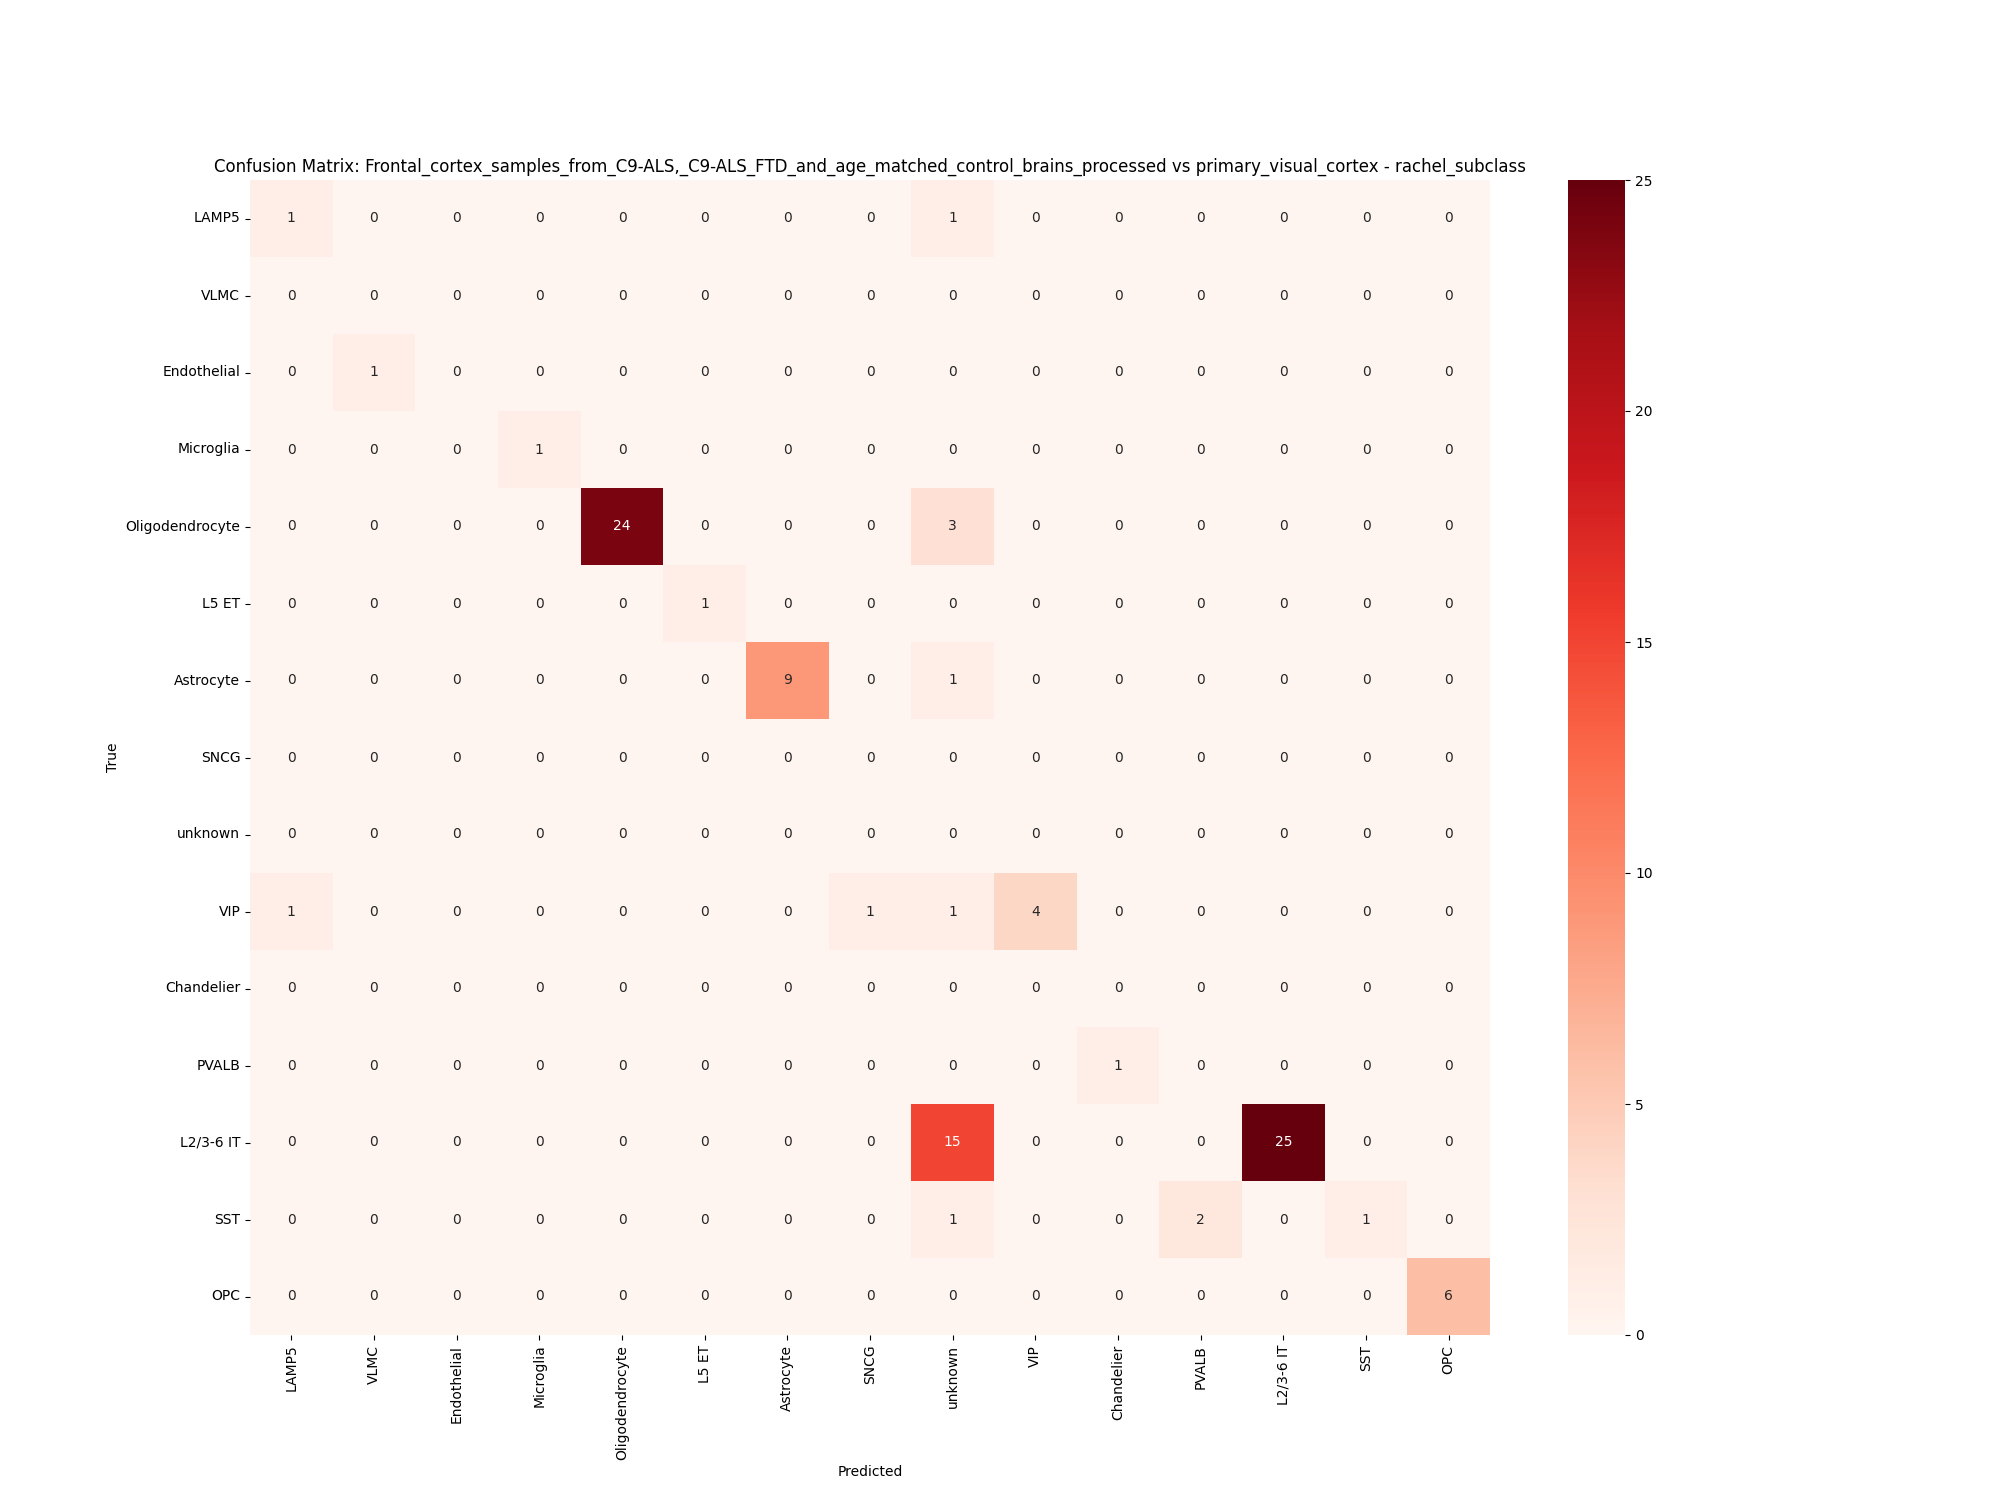 Confusion Matrix: Frontal_cortex_samples_from_C9-ALS,_C9-ALS_FTD_and_age_matched_control_brains_processed vs primary_visual_cortex - rachel_subclass
LAMP5 1 0 0 0 0 0 0 0 1 0 0 0 0 0 0
VLMC 0 0 0 0 0 0 0 0 0 0 0 0 0 0 0
Endothelial 0 1 0 0 0 0 0 0 0 0 0 0 0 0 0
Microglia 0 0 0 1 0 0 0 0 0 0 0 0 0 0 0
Oligodendrocyte 0 0 0 0 24 0 0 0 3 0 0 0 0 0 0
L5 ET 0 0 0 0 0 1 0 0 0 0 0 0 0 0 0
Astrocyte 0 0 0 0 0 0 9 0 1 0 0 0 0 0 0
SNCG 0 0 0 0 0 0 0 0 0 0 0 0 0 0 0
unknown 0 0 0 0 0 0 0 0 0 0 0 0 0 0 0
VIP 1 0 0 0 0 0 0 1 1 4 0 0 0 0 0
Chandelier 0 0 0 0 0 0 0 0 0 0 0 0 0 0 0
PVALB 0 0 0 0 0 0 0 0 0 0 1 0 0 0 0
L2/3-6 IT 0 0 0 0 0 0 0 0 15 0 0 0 25 0 0
SST 0 0 0 0 0 0 0 0 1 0 0 2 0 1 0
OPC 0 0 0 0 0 0 0 0 0 0 0 0 0 0 6
True
LAMP5 VLMC Endothelial Microglia Oligodendrocyte L5 ET Astrocyte SNCG unknown VIP Chandelier PVALB L2/3-6 IT SST OPC
Predicted
25
20
15
10
5
0